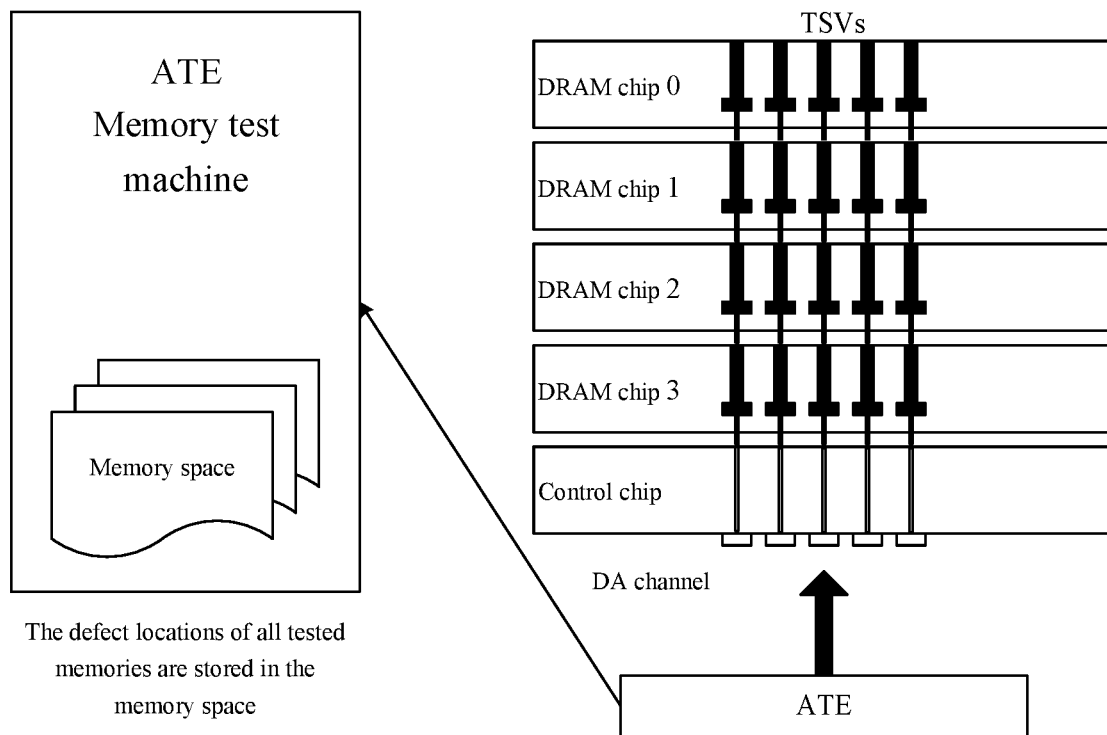 ATE
Memory test
machine
Memory space
The defect locations of all tested
memories are stored in the
memory space
TSVs
DRAM chip 0
DRAM chip 1
DRAM chip 2
DRAM chip 3
Control chip
DA channel
ATE